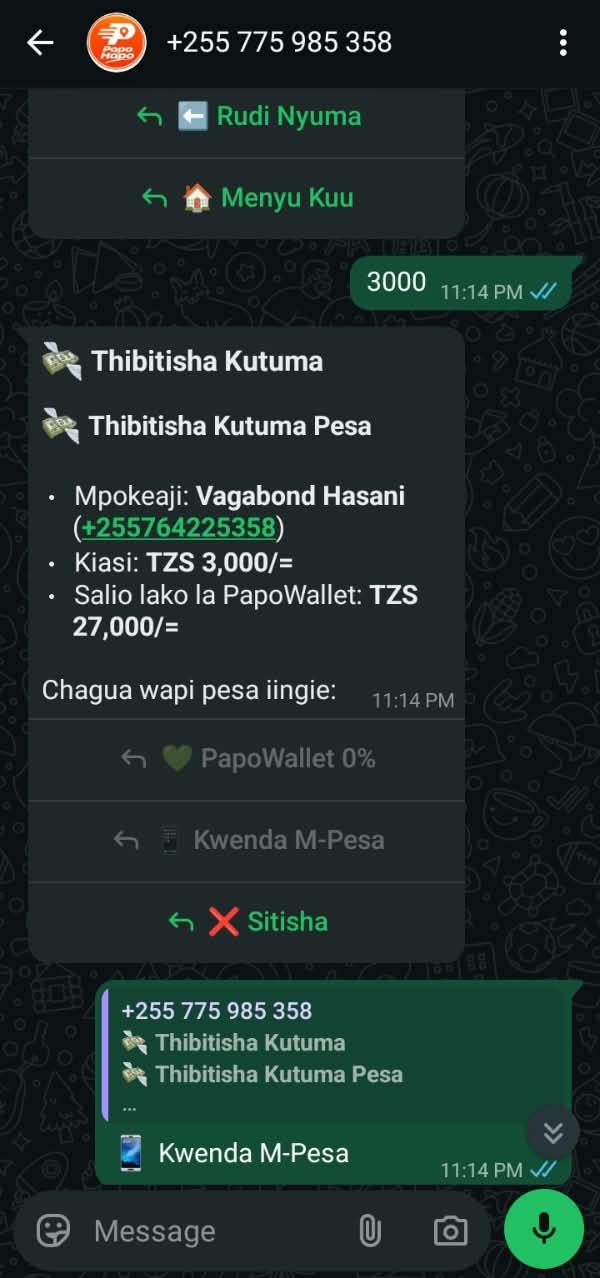 Papo
Hapo
+255 775 985 358
Rudi Nyuma
Menyu Kuu
3000
11:14 PM
Thibitisha Kutuma
Thibitisha Kutuma Pesa
• Mpokeaji: Vagabond Hasani
(+255764225358)
• Kiasi: TZS 3,000/=
• Salio lako la PapoWallet: TZS
27,000/=
Chagua wapi pesa iingie:
11:14 PM
PapoWallet 0%
Kwenda M-Pesa
Sitisha
+255 775 985 358
Thibitisha Kutuma
Thibitisha Kutuma Pesa
...
Kwenda M-Pesa
11:14 PM
Message